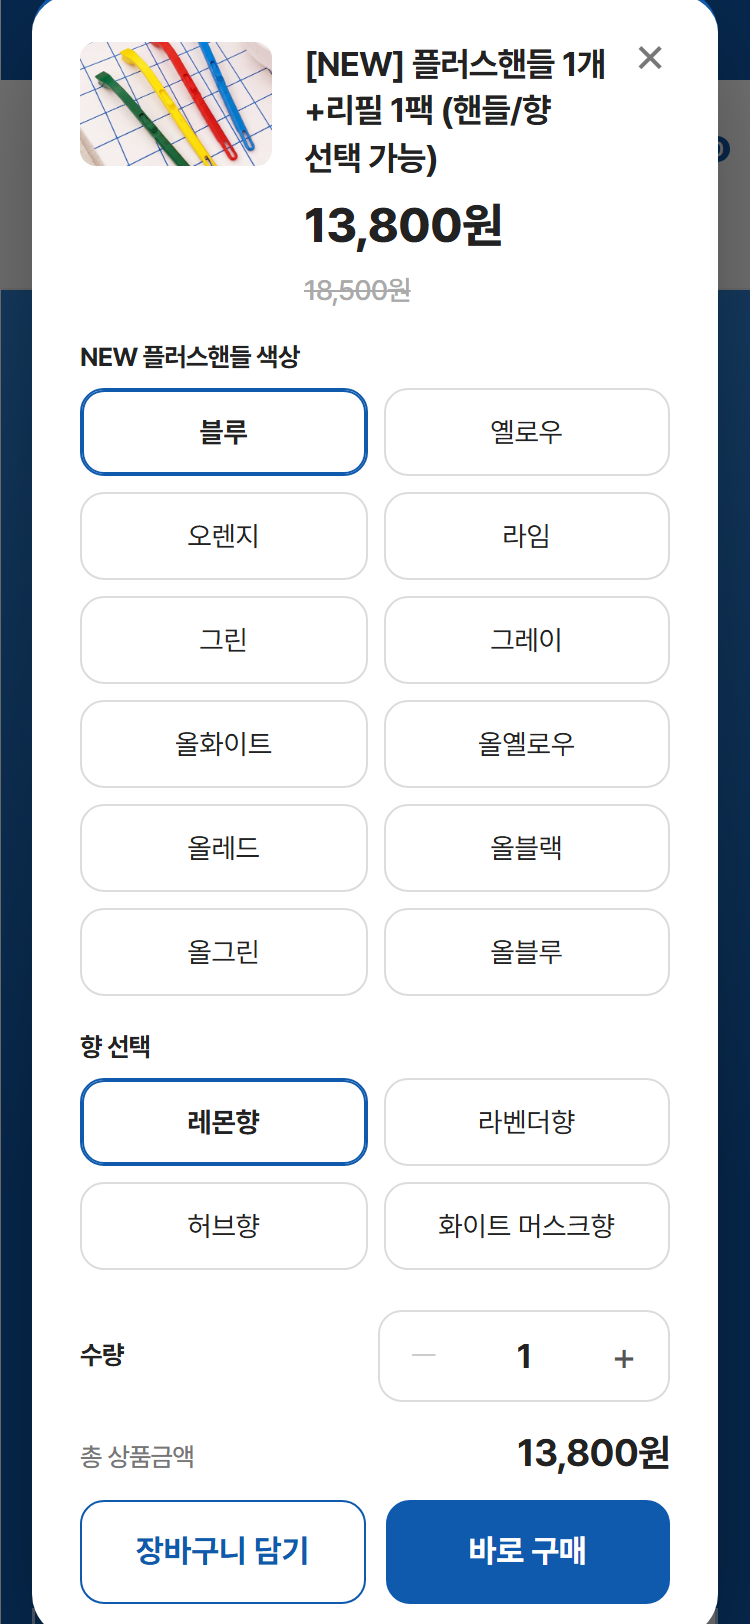 [NEW] 플러스핸들 1개
+리필 1팩 (핸들/향
선택 가능)
13,800원
18,500원
NEW 플러스핸들 색상
블루
옐로우
오렌지
라임
그린
그레이
올화이트
올옐로우
올레드
올블랙
올그린
올블루
향 선택
레몬향
라벤더향
허브향
화이트 머스크향
수량
1
총 상품금액
13,800원
장바구니 담기
바로 구매